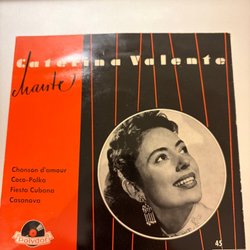 Caterina Valente
chante
Chanson d'amour
Coco-Polka
Fiesta Cubana
Casanova
Polydor
45